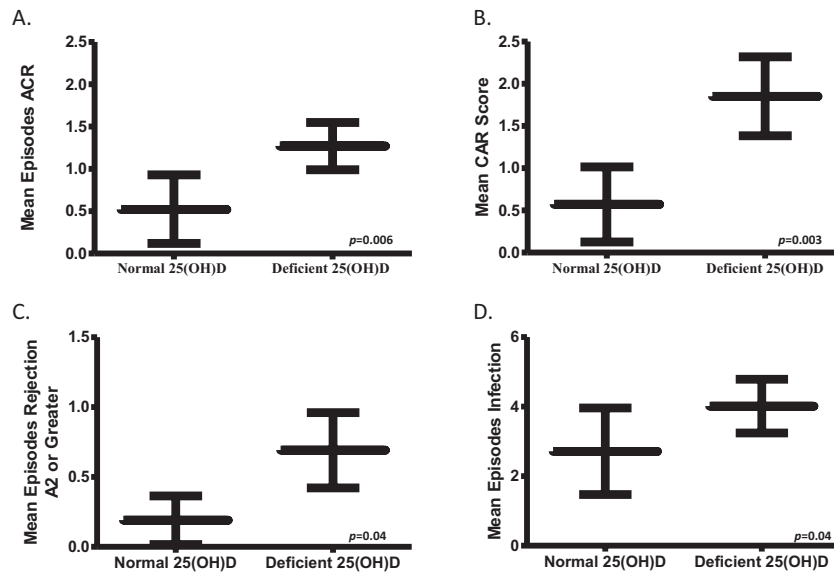 A.
Mean Episodes ACR
2.5
2.0
1.5
1.0
0.5
0.0
p=0.006
Normal 25(OH)D Deficient 25(OH)D
B.
Mean CAR Score
2.5
2.0
1.5
1.0
0.5
0.0
p=0.003
Normal 25(OH)D Deficient 25(OH)D
C.
Mean Episodes Rejection
A2 or Greater
1.5
1.0
0.5
0.0
p=0.04
Normal 25(OH)D Deficient 25(OH)D
D.
Mean Episodes Infection
6
4
2
0
p=0.04
Normal 25(OH)D Deficient 25(OH)D